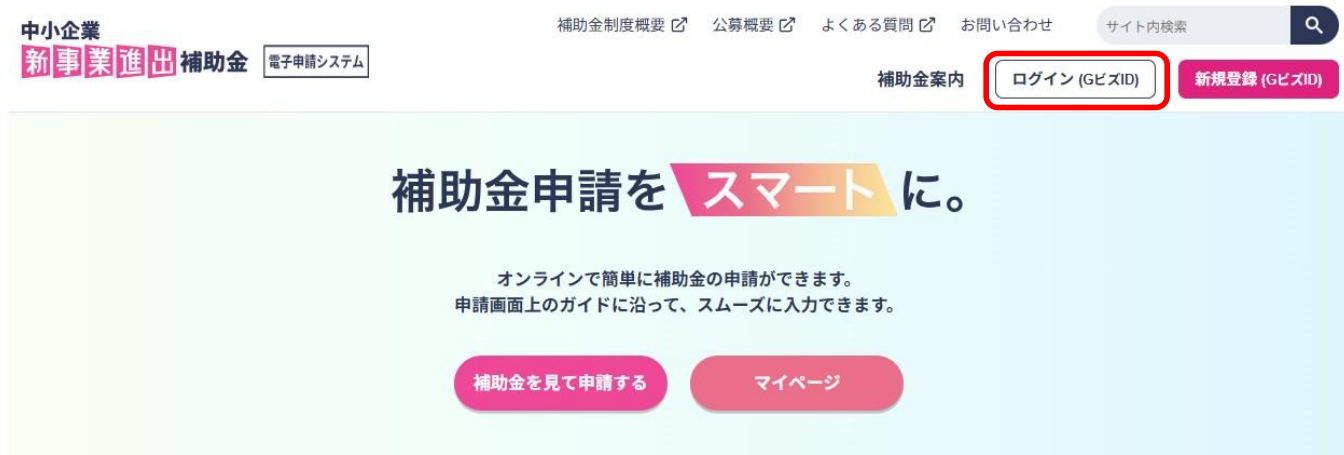 中小企業
新事業進出補助金 電子申請システム
補助金制度概要 公募概要 よくある質問 お問い合わせ サイト内検索
補助金案内 ログイン (GビズID) 新規登録 (GビズID)
補助金申請をスマートに。
オンラインで簡単に補助金の申請ができます。
申請画面上のガイドに沿って、スムーズに入力できます。
補助金を見て申請する マイページ